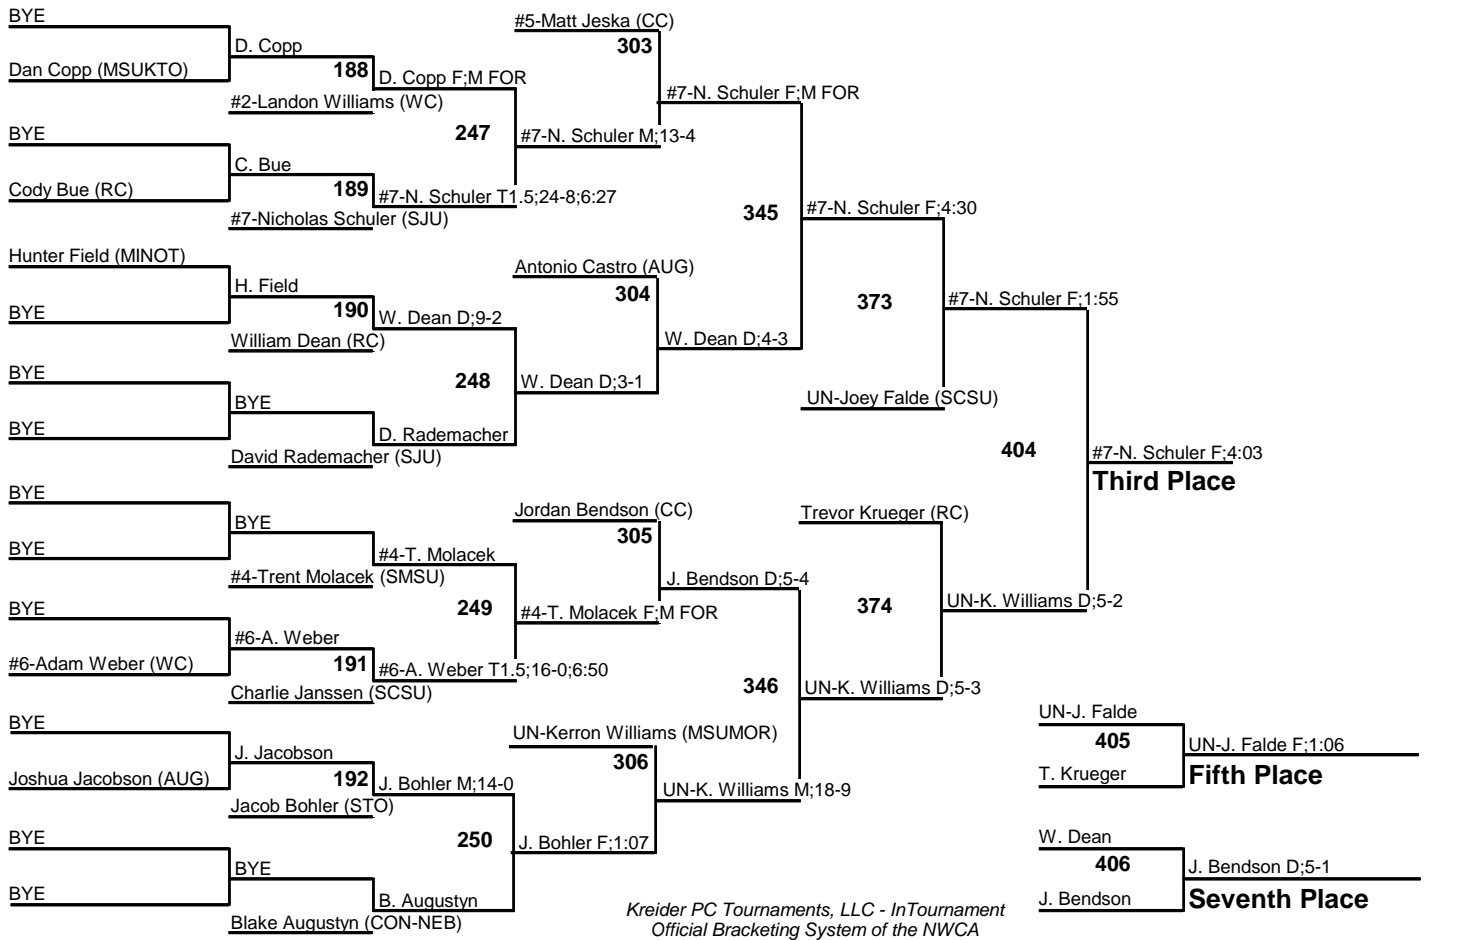 BYE
Dan Copp (MSUKTO)
D. Copp
188
#2-Landon Williams (WC)
D. Copp F;M FOR
BYE
Cody Bue (RC)
C. Bue
189
#7-Nicholas Schuler (SJU)
#7-N. Schuler T1.5;24-8;6:27
247
#7-N. Schuler M;13-4
#5-Matt Jeska (CC)
303
#7-N. Schuler F;M FOR
Hunter Field (MINOT)
BYE
H. Field
190
William Dean (RC)
W. Dean D;9-2
BYE
BYE
BYE
David Rademacher (SJU)
D. Rademacher
248
W. Dean D;3-1
Antonio Castro (AUG)
304
W. Dean D;4-3
345
#7-N. Schuler F;4:30
373
UN-Joey Falde (SCSU)
#7-N. Schuler F;1:55
BYE
BYE
BYE
#4-Trent Molacek (SMSU)
#4-T. Molacek
BYE
#6-Adam Weber (WC)
#6-A. Weber
191
Charlie Janssen (SCSU)
#6-A. Weber T1.5;16-0;6:50
249
#4-T. Molacek F;M FOR
Jordan Bendson (CC)
305
J. Bendson D;5-4
BYE
Joshua Jacobson (AUG)
J. Jacobson
192
Jacob Bohler (STO)
J. Bohler M;14-0
BYE
BYE
BYE
Blake Augustyn (CON-NEB)
B. Augustyn
250
J. Bohler F;1:07
UN-Kerron Williams (MSUMOR)
306
UN-K. Williams M;18-9
346
UN-K. Williams D;5-3
Trevor Krueger (RC)
374
UN-K. Williams D;5-2
404
#7-N. Schuler F;4:03
Third Place
UN-J. Falde
405
T. Krueger
UN-J. Falde F;1:06
Fifth Place
W. Dean
406
J. Bendson
J. Bendson D;5-1
Seventh Place
Kreider PC Tournaments, LLC - InTournament
Official Bracketing System of the NWCA